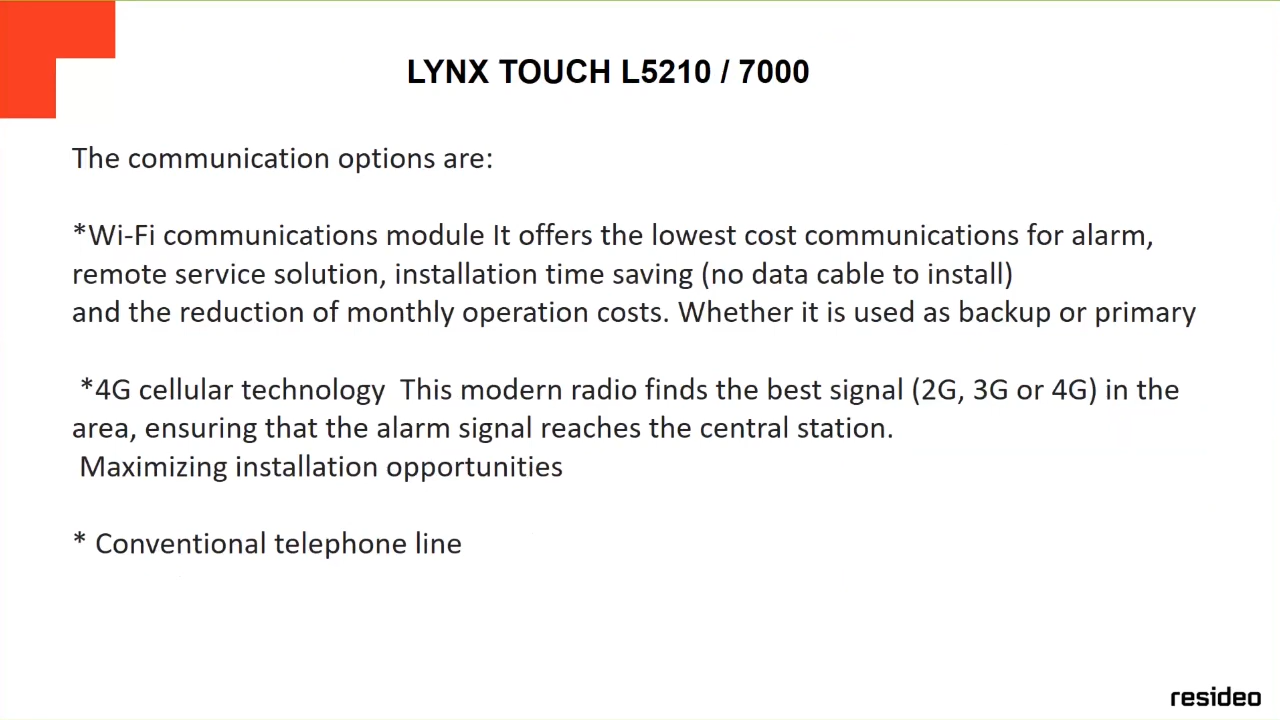 LYNX TOUCH L5210 / 7000
The communication options are:
*Wi-Fi communications module It offers the lowest cost communications for alarm,
remote service solution, installation time saving (no data cable to install)
and the reduction of monthly operation costs. Whether it is used as backup or primary
*4G cellular technology  This modern radio finds the best signal (2G, 3G or 4G) in the
area, ensuring that the alarm signal reaches the central station.
Maximizing installation opportunities
* Conventional telephone line
resideo